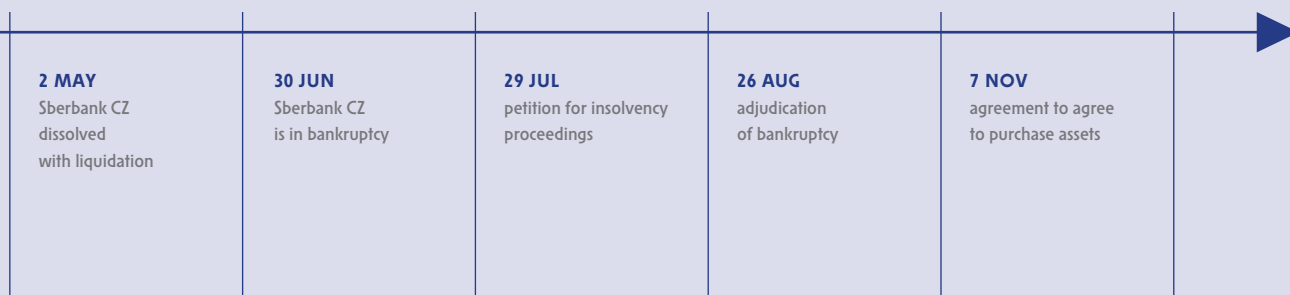 2 MAY
Sberbank CZ
dissolved
with liquidation
30 JUN
Sberbank CZ
is in bankruptcy
29 JUL
petition for insolvency
proceedings
26 AUG
adjudication
of bankruptcy
7 NOV
agreement to agree
to purchase assets